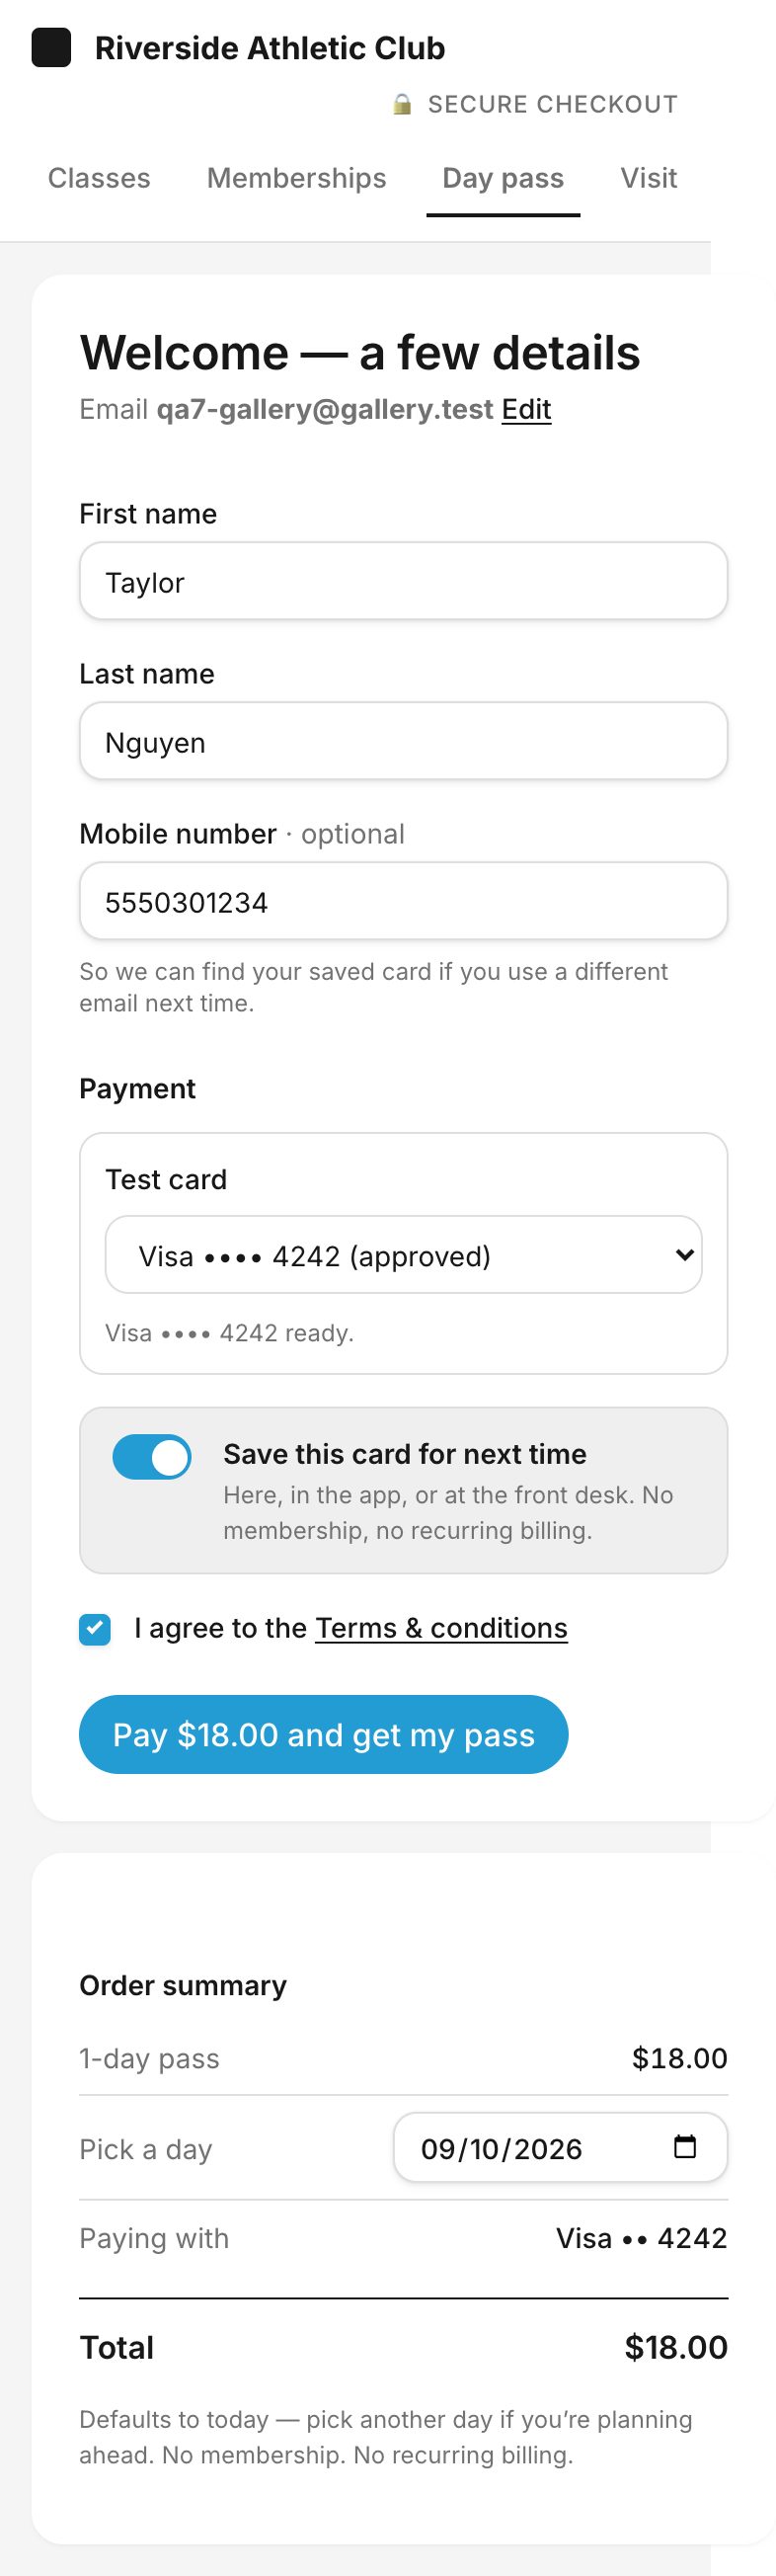 Riverside Athletic Club
🔒 SECURE CHECKOUT
Classes Memberships Day pass Visit
Welcome — a few details
Email qa7-gallery@gallery.test Edit
First name
Taylor
Last name
Nguyen
Mobile number · optional
5550301234
So we can find your saved card if you use a different
email next time.
Payment
Test card
Visa •••• 4242 (approved)
Visa •••• 4242 ready.
Save this card for next time
Here, in the app, or at the front desk. No
membership, no recurring billing.
I agree to the Terms & conditions
Pay $18.00 and get my pass
Order summary
1-day pass $18.00
Pick a day 09/10/2026
Paying with Visa •• 4242
Total $18.00
Defaults to today — pick another day if you’re planning
ahead. No membership. No recurring billing.